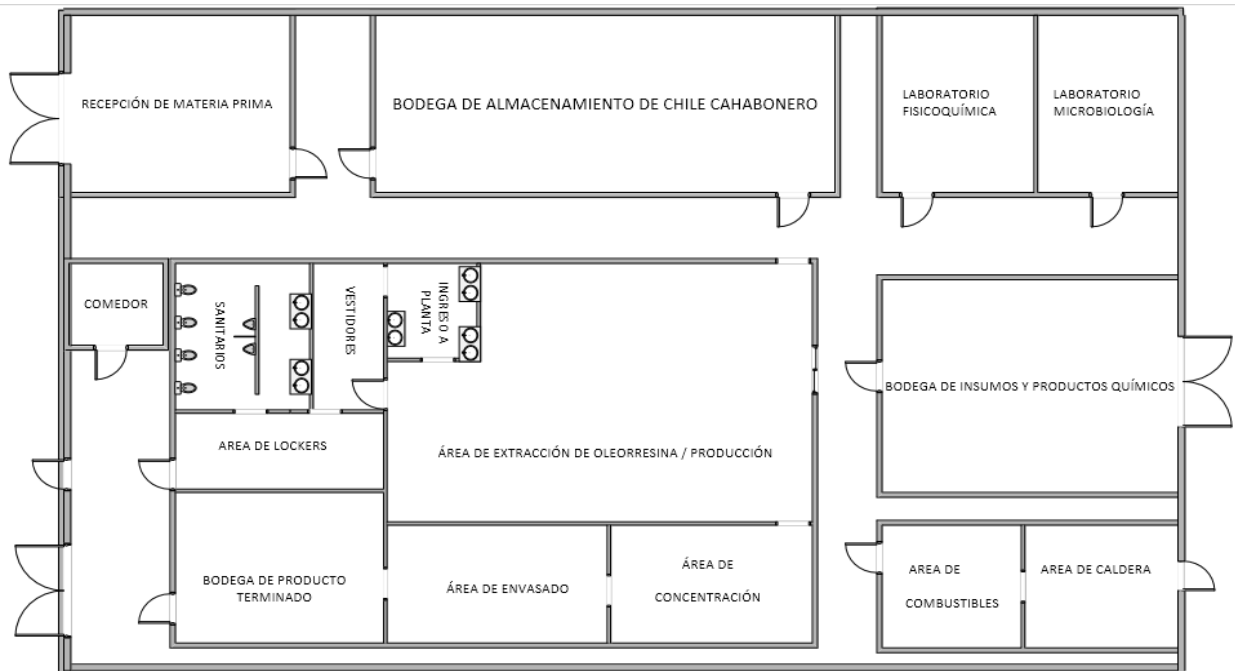 RECEPCIÓN DE MATERIA PRIMA
BODEGA DE ALMACENAMIENTO DE CHILE CAHABONERO
LABORATORIO
FISICOQUÍMICA
LABORATORIO
MICROBIOLOGÍA
COMEDOR
SANITARIOS
VESTIDORES
INGRESO A
PLANTA
AREA DE LOCKERS
ÁREA DE EXTRACCIÓN DE OLEORRESINA / PRODUCCIÓN
BODEGA DE INSUMOS Y PRODUCTOS QUÍMICOS
BODEGA DE PRODUCTO
TERMINADO
ÁREA DE ENVASADO
ÁREA DE
CONCENTRACIÓN
AREA DE
COMBUSTIBLES
AREA DE CALDERA